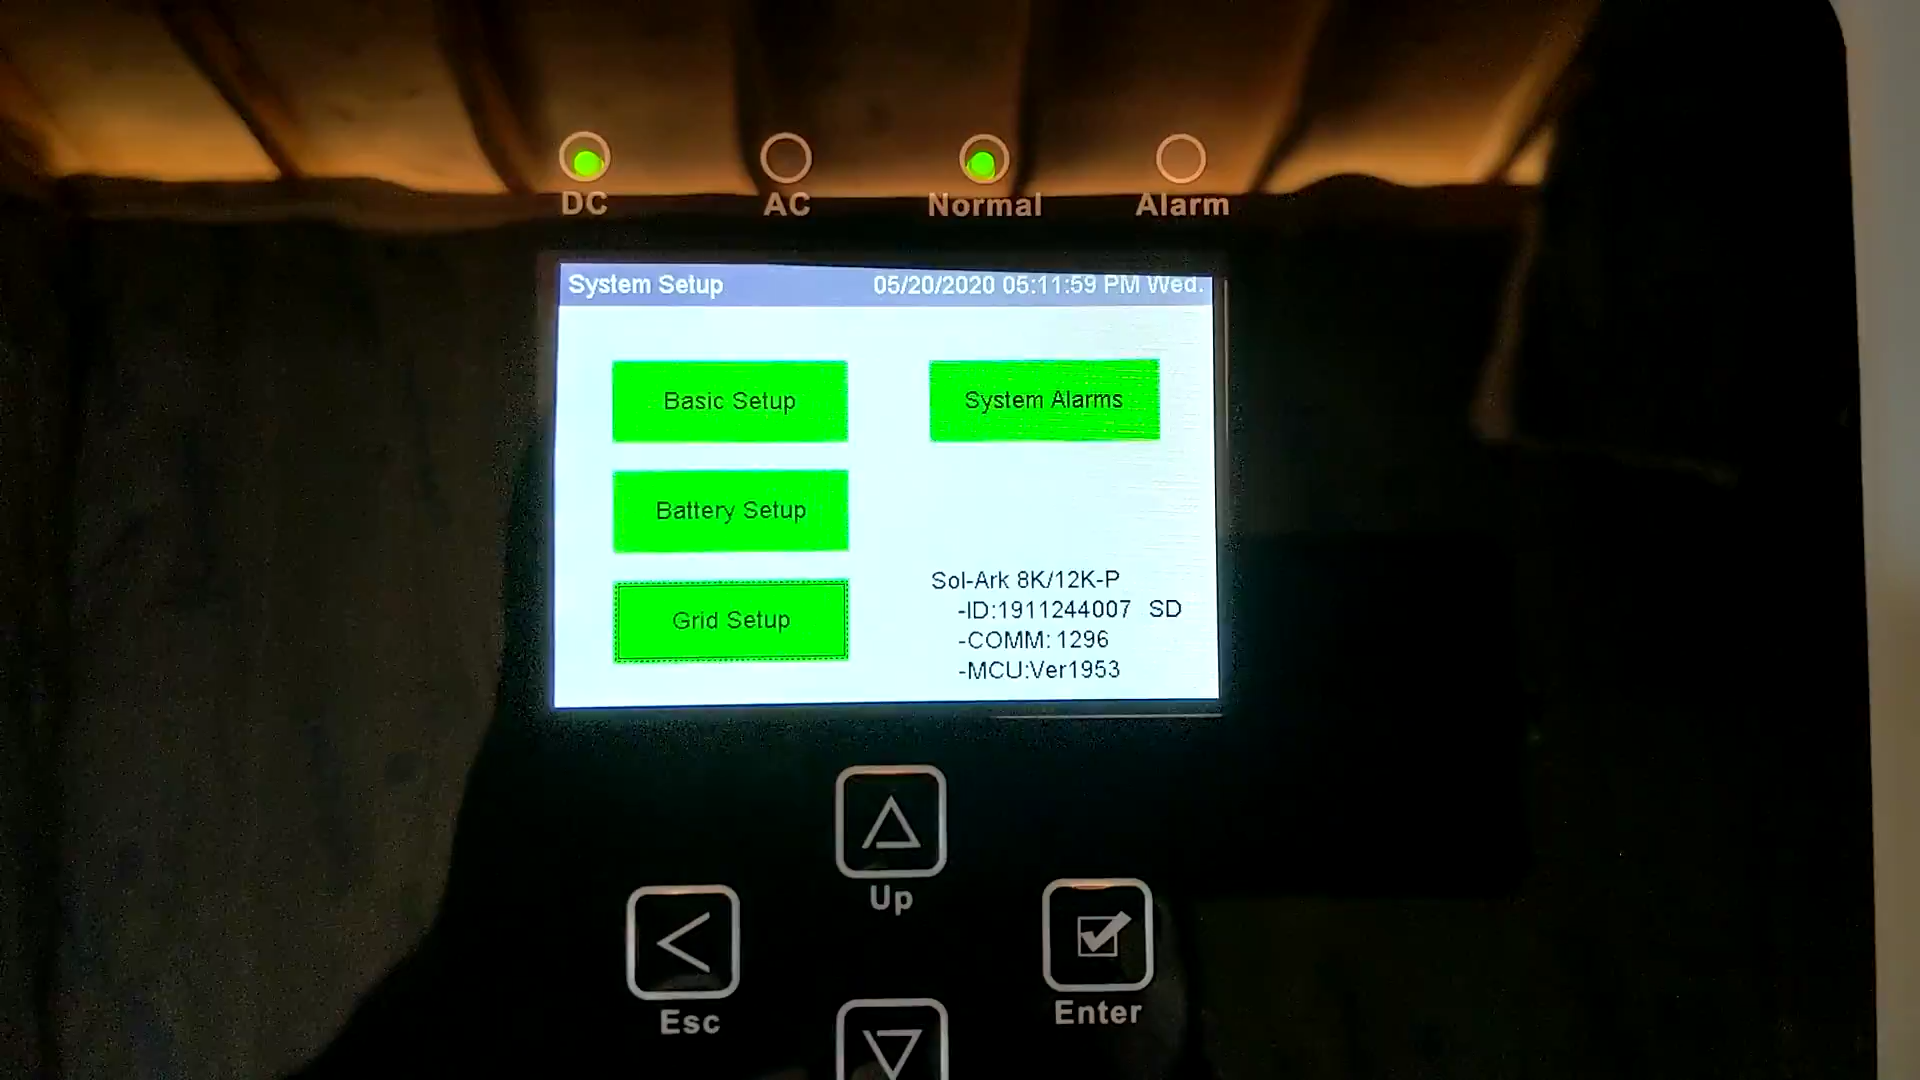 DC AC Normal Alarm
System Setup 05/20/2020 05:11:59 PM Wed.
Basic Setup System Alarms
Battery Setup
Grid Setup
Sol-Ark 8K/12K-P
-ID:1911244007 SD
-COMM: 1296
-MCU:Ver1953
Up
Esc Enter